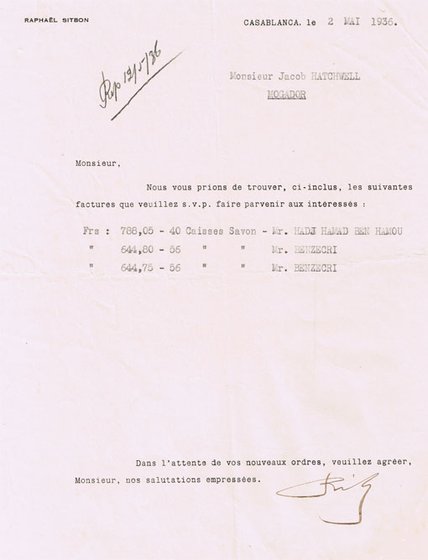 RAPHAËL SITBON
CASABLANCA. le 2 MAI 1936.
Rep 12/5/36
Monsieur Jacob HATCHWELL
MOGADOR
Monsieur,
Nous vous prions de trouver, ci-inclus, les suivantes
factures que veuillez s.v.p. faire parvenir aux intéressés :
Frs : 788,05 - 40 Caisses Savon - Mr. HADJ HAMAD BEN HAMOU
" 644,80 - 56 " " Mr. BENZECRI
" 644,75 - 56 " " Mr. BENZECRI
Dans l'attente de vos nouveaux ordres, veuillez agréer,
Monsieur, nos salutations empressées.